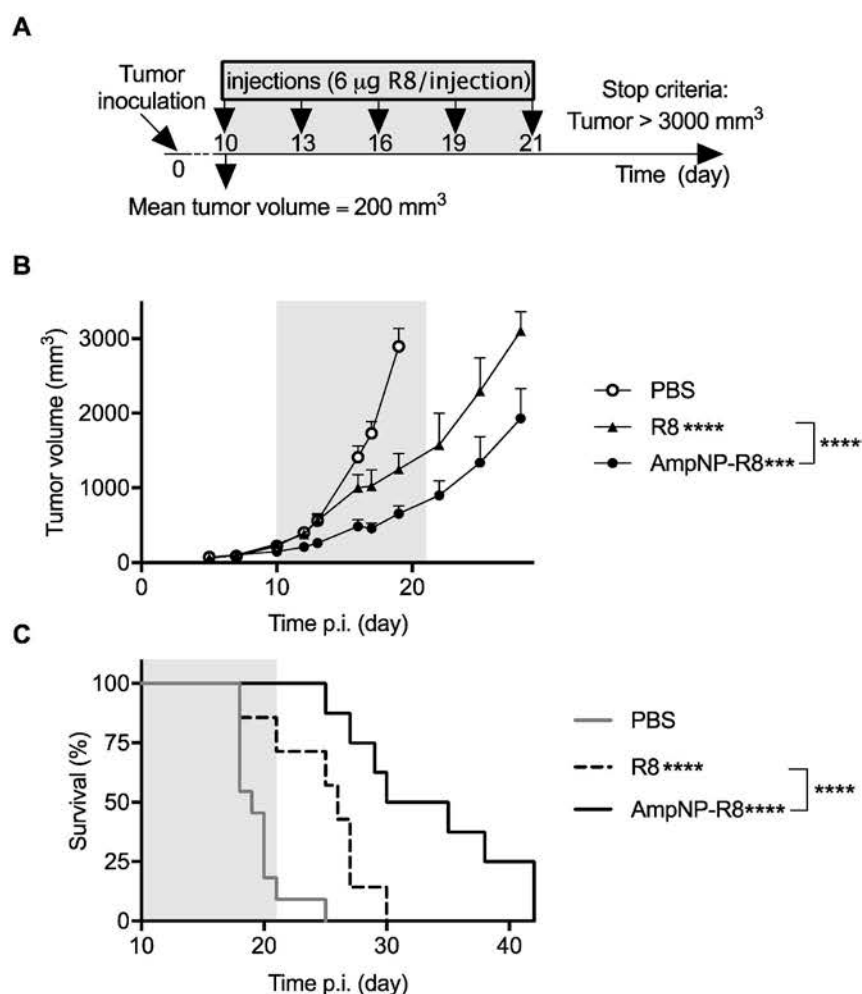 A
Tumor
inoculation
injections (6 µg R8/injection)
Stop criteria:
Tumor > 3000 mm³
10 13 16 19 21
0
Time (day)
Mean tumor volume = 200 mm³
B
Tumor volume (mm³)
3000
2000
1000
0
0 10 20
Time p.i. (day)
PBS
R8 ****
AmpNP-R8***
****
C
Survival (%)
100
75
50
25
0
10 20 30 40
Time p.i. (day)
PBS
R8 ****
AmpNP-R8****
****